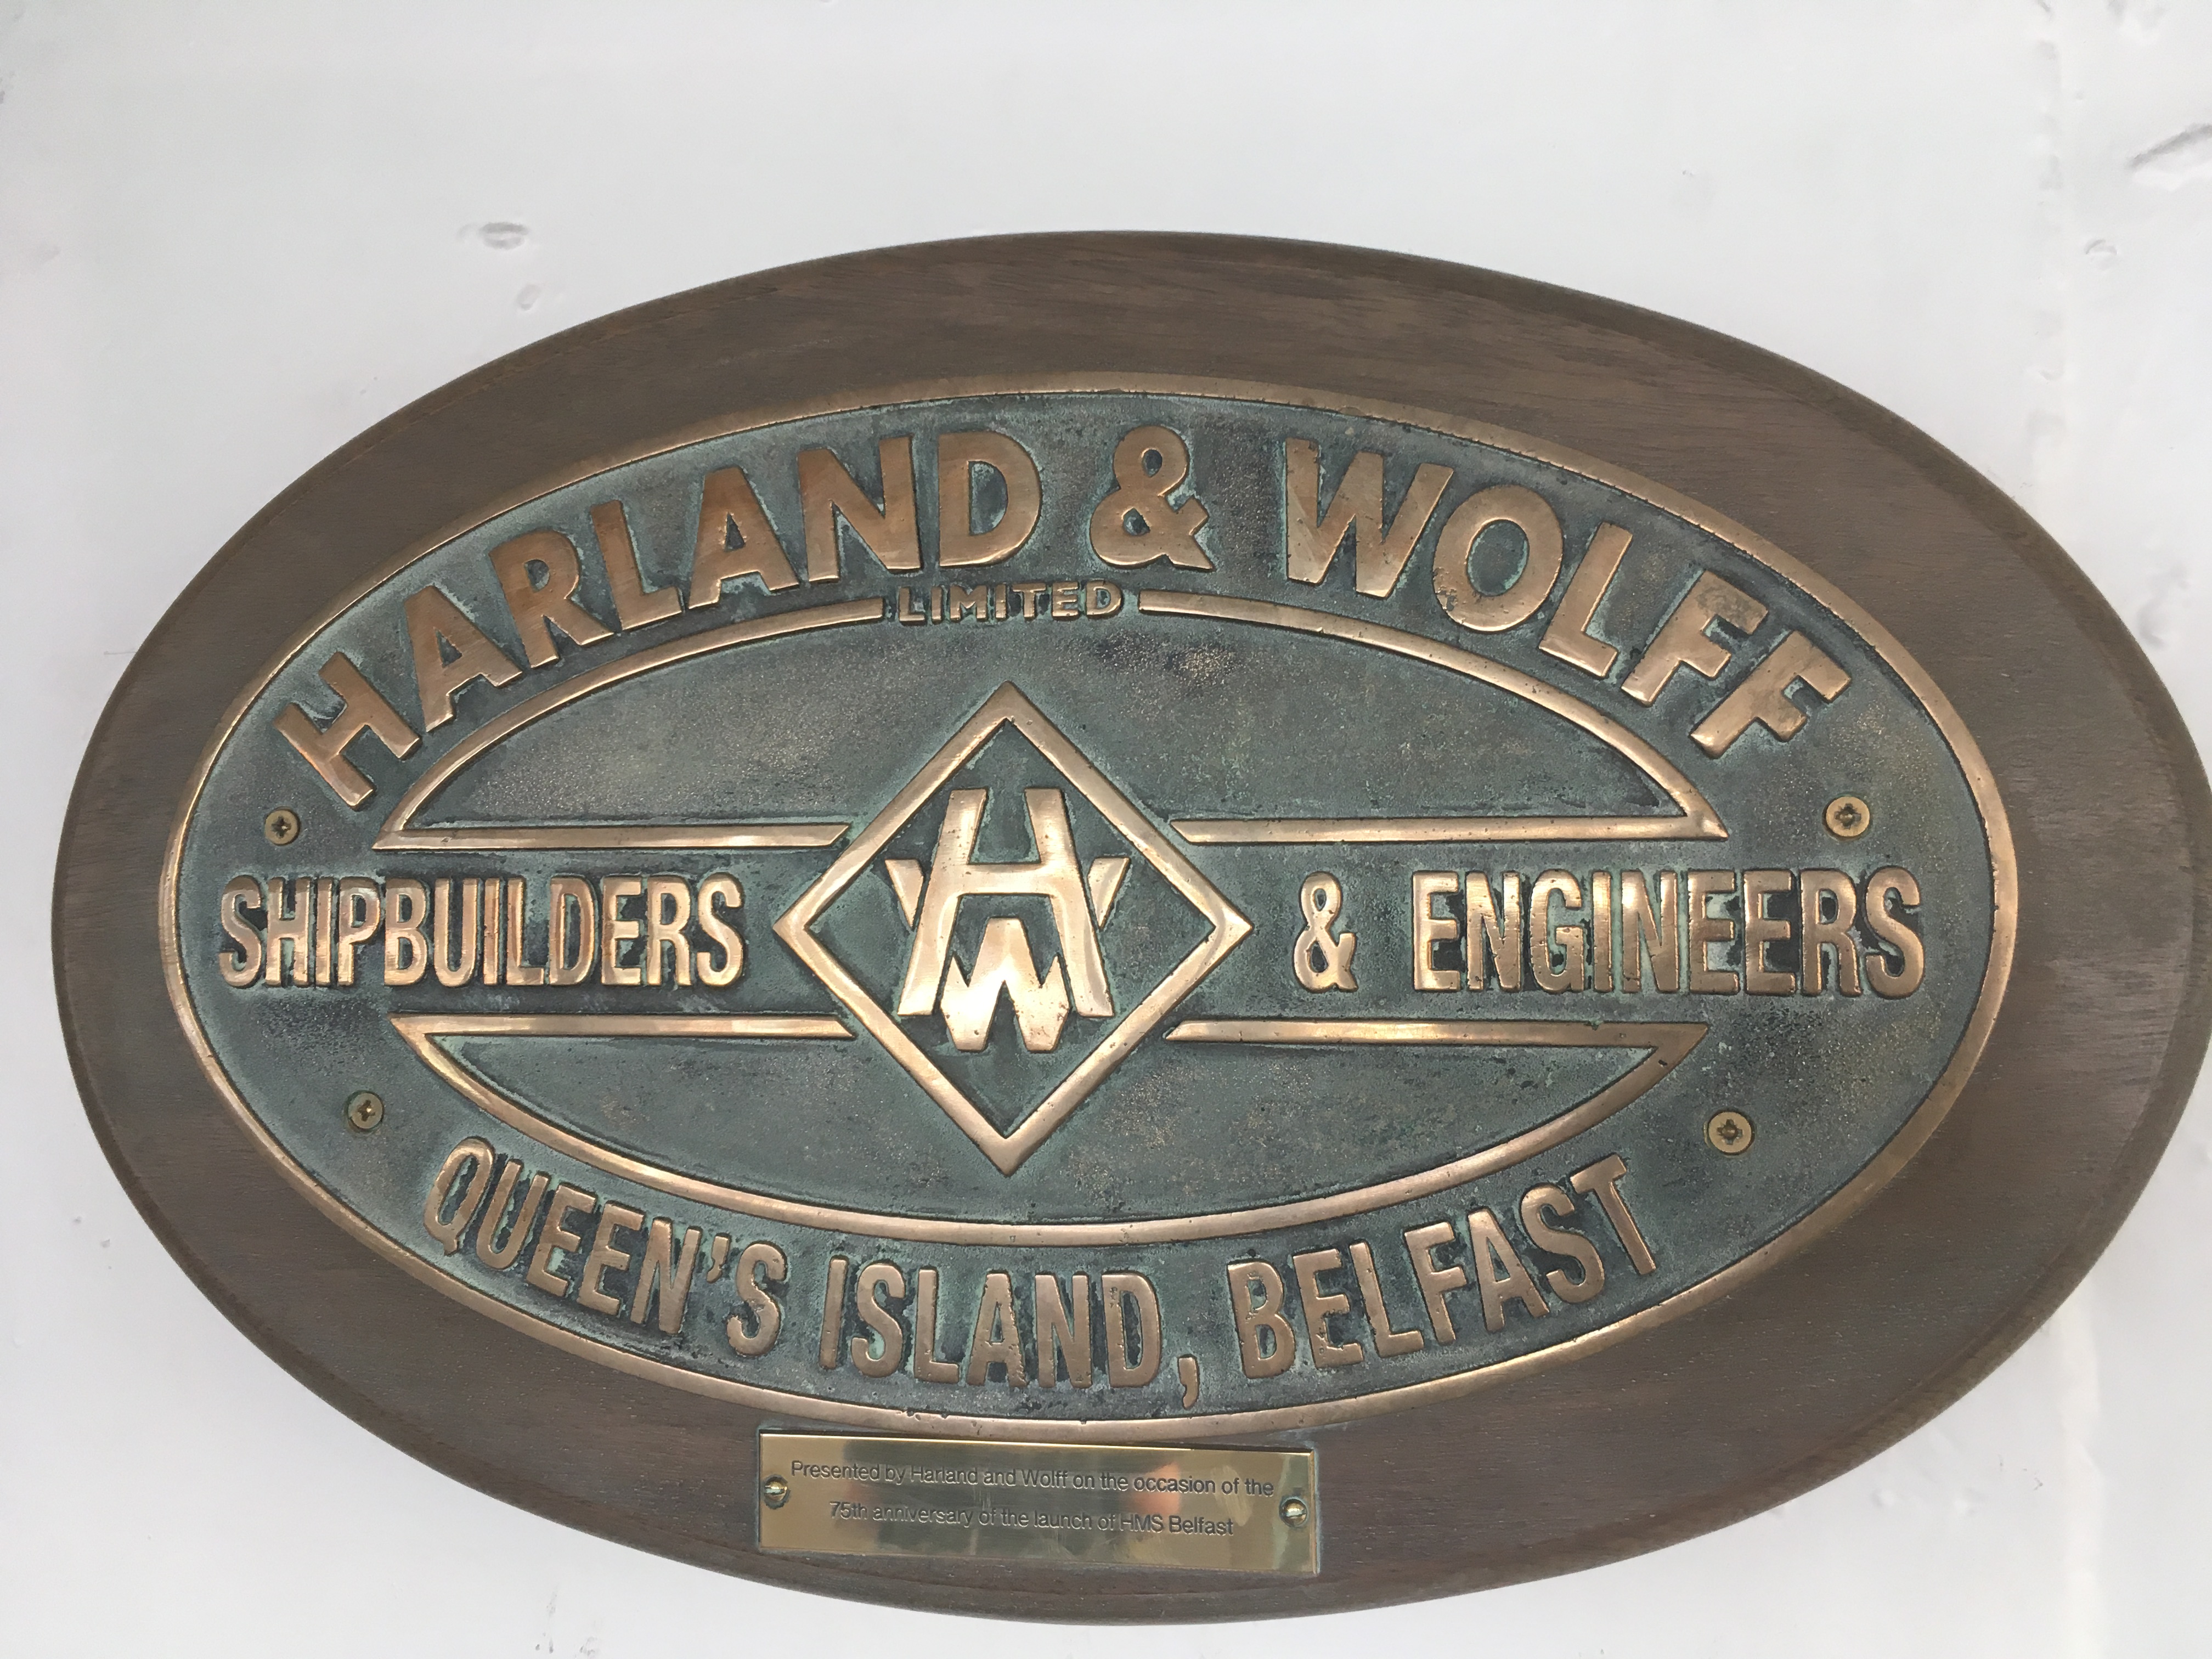 HARLAND & WOLFF
LIMITED
HW
SHIPBUILDERS & ENGINEERS
QUEEN'S ISLAND, BELFAST
Presented by Harland and Wolff on the occasion of the
75th anniversary of the launch of HMS Belfast